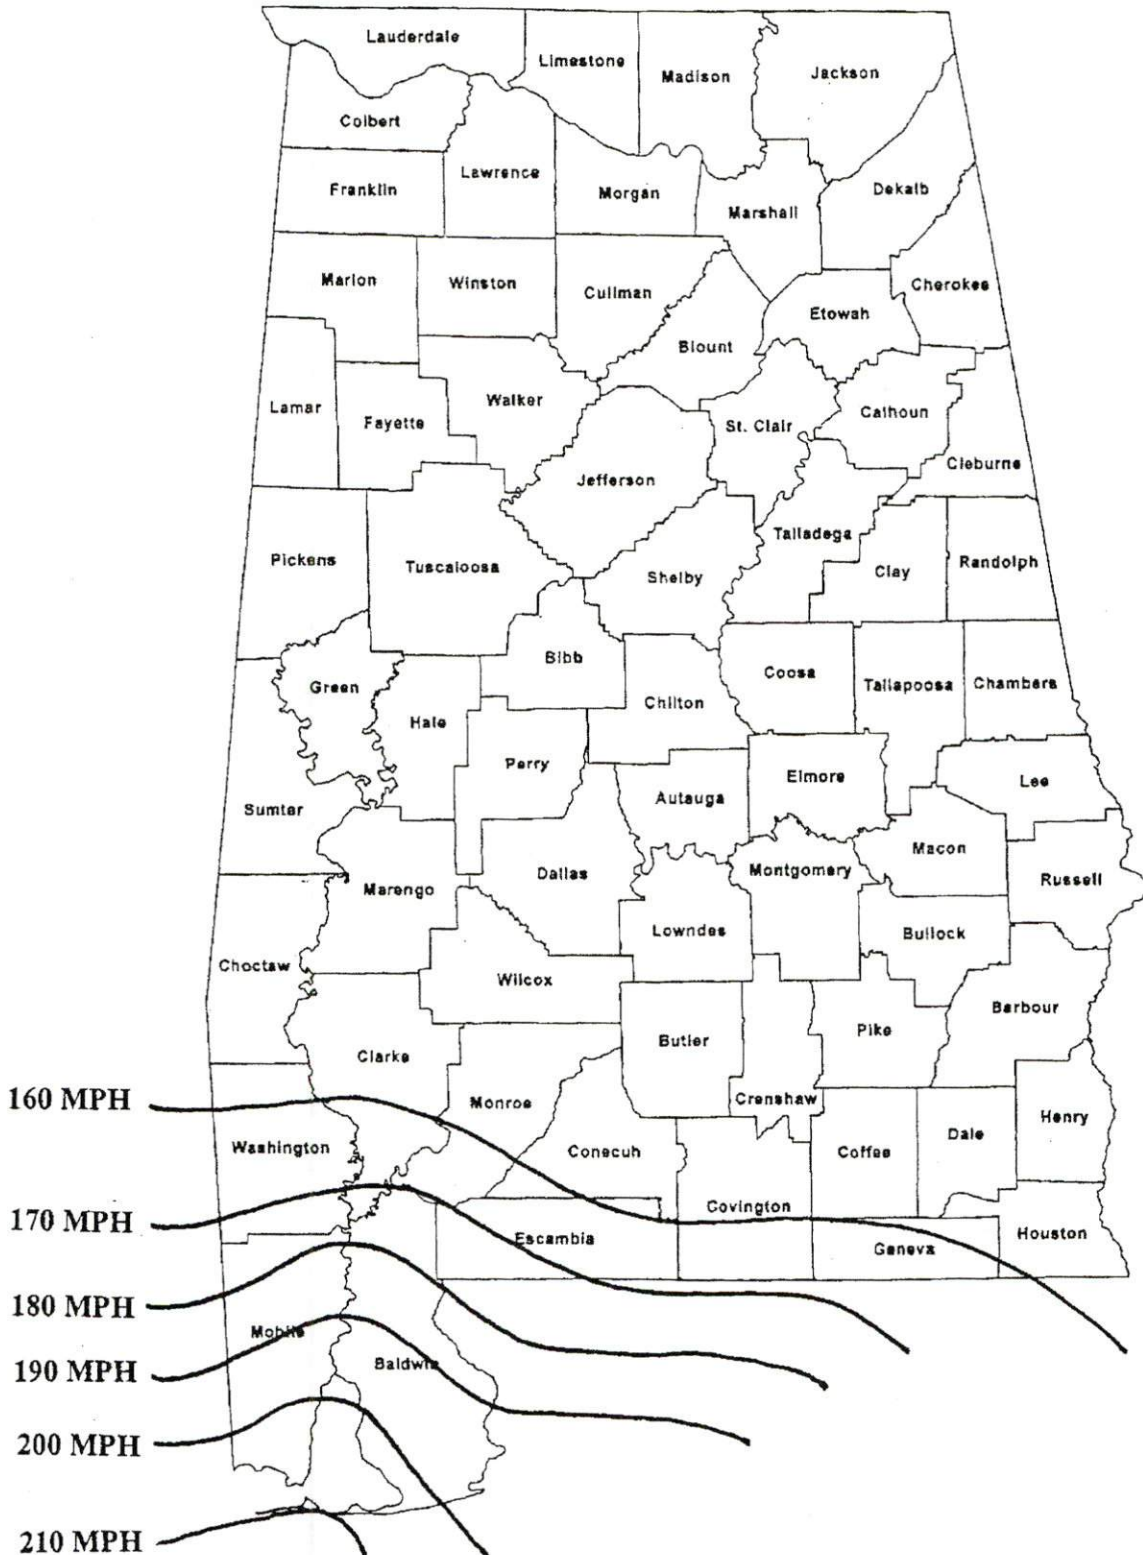 Lauderdale
Limestone
Madison
Jackson
Colbert
Lawrence
Franklin
Morgan
Marshall
Dekalb
Marion
Winston
Cullman
Cherokee
Etowah
Blount
Lamar
Fayette
Walker
St. Clair
Calhoun
Cleburne
Jefferson
Talladega
Pickens
Tuscaloosa
Shelby
Clay
Randolph
Bibb
Green
Hale
Chilton
Coosa
Tallapoosa
Chambers
Perry
Elmore
Lee
Sumter
Autauga
Macon
Marengo
Dallas
Montgomery
Russell
Lowndes
Bullock
Choctaw
Wilcox
Barbour
Clarke
Butler
Pike
160 MPH
Monroe
Crenshaw
Henry
Washington
Conecuh
Coffee
Dale
170 MPH
Covington
Escambia
Geneva
Houston
180 MPH
Mobile
190 MPH
Baldwin
200 MPH
210 MPH